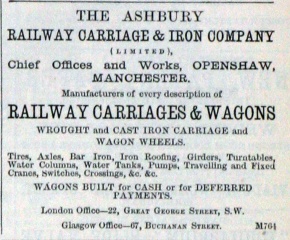 THE ASHBURY
RAILWAY CARRIAGE & IRON COMPANY
(LIMITED),
Chief Offices and Works, OPENSHAW,
MANCHESTER.
Manufacturers of every description of
RAILWAY CARRIAGES & WAGONS
WROUGHT and CAST IRON CARRIAGE and
WAGON WHEELS.
Tires, Axles, Bar Iron, Iron Roofing, Girders, Turntables,
Water Columns, Water Tanks, Pumps, Travelling and Fixed
Cranes, Switches, Crossings, &c. &c.
WAGONS BUILT for CASH or for DEFERRED
PAYMENTS.
London Office—22, GREAT GEORGE STREET, S.W.
Glasgow Office—67, BUCHANAN STREET. M764